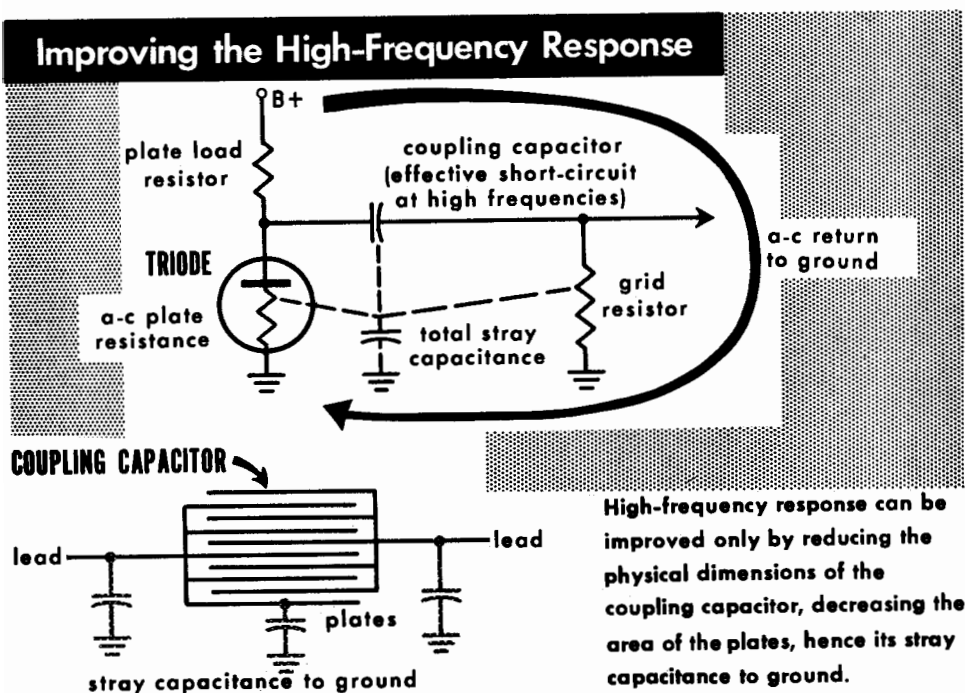 Improving the High-Frequency Response
B+
plate load
resistor
coupling capacitor
(effective short-circuit
at high frequencies)
a-c return
to ground
TRIODE
a-c plate
resistance
grid
resistor
total stray
capacitance
COUPLING CAPACITOR
lead
lead
plates
stray capacitance to ground
High-frequency response can be
improved only by reducing the
physical dimensions of the
coupling capacitor, decreasing the
area of the plates, hence its stray
capacitance to ground.